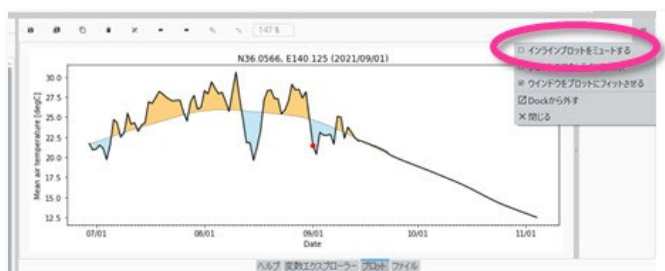 147 %
インラインプロットをミュートする
ウインドウをプロットにフィットさせる
Dockから外す
閉じる
N36.0566, E140.125 (2021/09/01)
Mean air temperature [degC]
30.0
27.5
25.0
22.5
20.0
17.5
15.0
12.5
07/01
08/01
09/01
10/01
11/01
Date
ヘルプ 変数エクスプローラー プロット ファイル